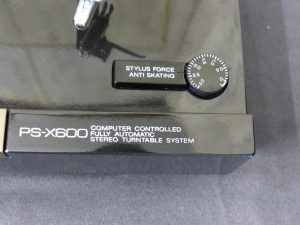 STYLUS FORCE
ANTI SKATING
PS-X600
COMPUTER CONTROLLED
FULLY AUTOMATIC
STEREO TURNTABLE SYSTEM